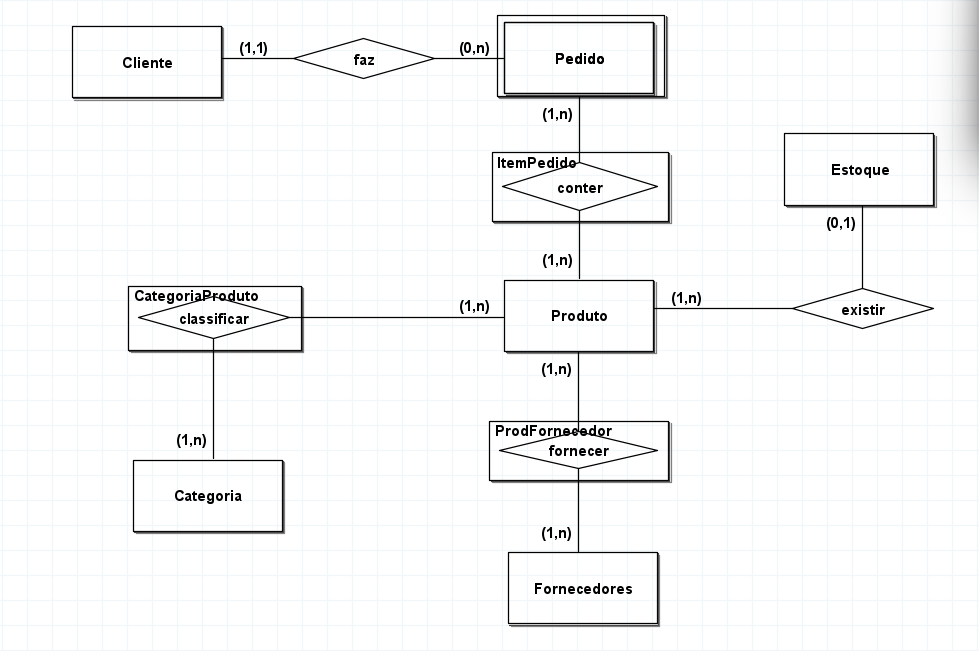 Cliente
(1,1)
faz
(0,n)
Pedido
(1,n)
ItemPedido
conter
Estoque
(0,1)
(1,n)
CategoriaProduto
classificar
(1,n)
Produto
(1,n)
existir
(1,n)
ProdFornecedor
fornecer
(1,n)
Categoria
(1,n)
Fornecedores